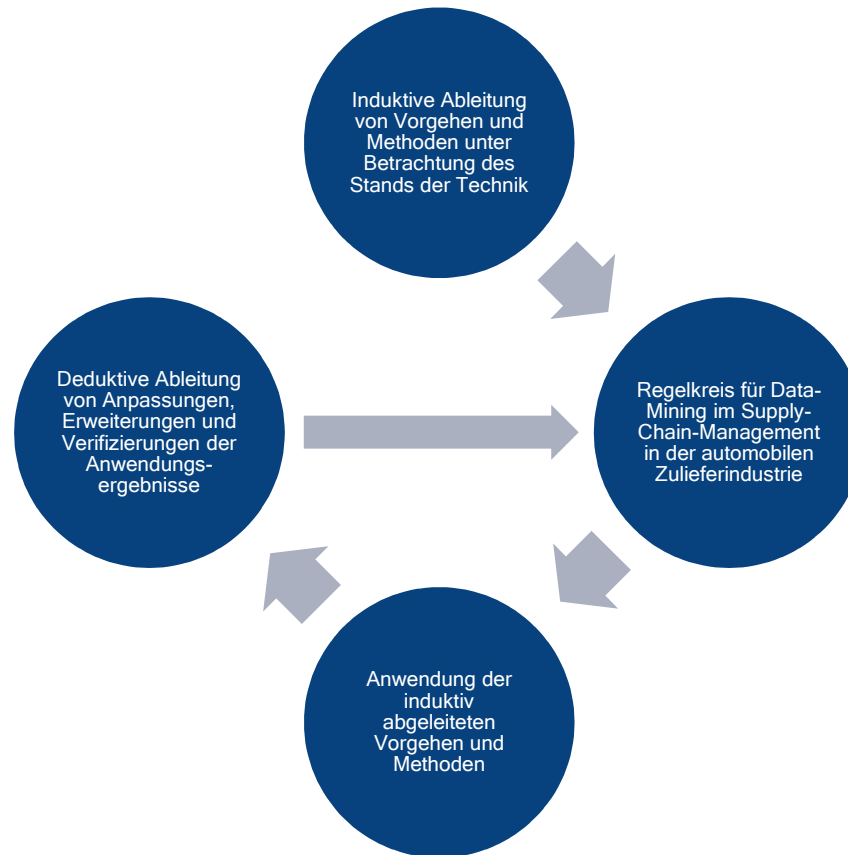 Induktive Ableitung
von Vorgehen und
Methoden unter
Betrachtung des
Stands der Technik
Deduktive Ableitung
von Anpassungen,
Erweiterungen und
Verifizierungen der
Anwendungs-
ergebnisse
Regelkreis für Data-
Mining im Supply-
Chain-Management
in der automobilen
Zulieferindustrie
Anwendung der
induktiv
abgeleiteten
Vorgehen und
Methoden